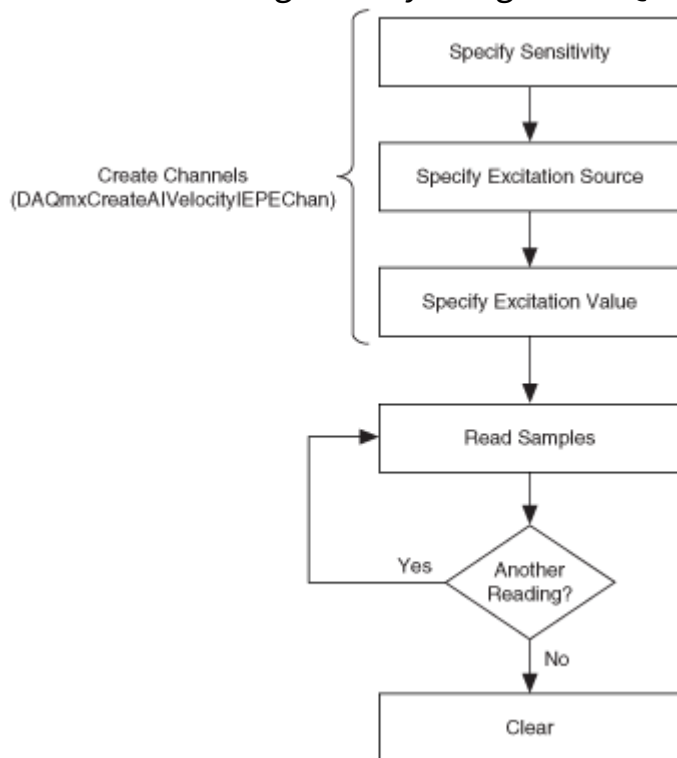 Specify Sensitivity
Create Channels
(DAQmxCreateAIVelocityIEPEChan)
Specify Excitation Source
Specify Excitation Value
Read Samples
Yes
Another
Reading?
No
Clear